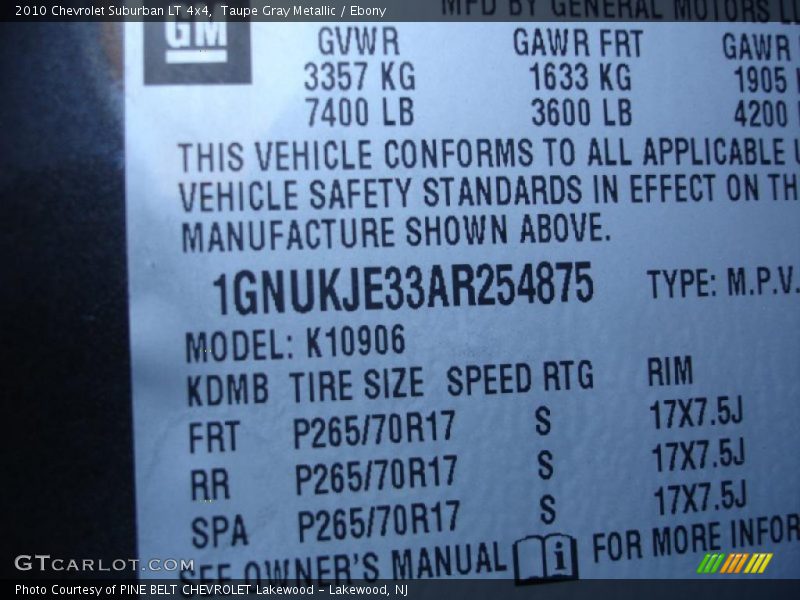 2010 Chevrolet Suburban LT 4x4, Taupe Gray Metallic / Ebony
MFD BY GENERAL MOTORS
GM
GVWR GAWR FRT GAWR
3357 KG 1633 KG 1905
7400 LB 3600 LB 4200
THIS VEHICLE CONFORMS TO ALL APPLICABLE
VEHICLE SAFETY STANDARDS IN EFFECT ON TH
MANUFACTURE SHOWN ABOVE.
1GNUKJE33AR254875 TYPE: M.P.V.
MODEL: K10906
KDMB TIRE SIZE SPEED RTG RIM
FRT P265/70R17 S 17X7.5J
RR P265/70R17 S 17X7.5J
SPA P265/70R17 S 17X7.5J
SEE OWNER'S MANUAL i FOR MORE INFOR
GTCARLOT.COM
Photo Courtesy of PINE BELT CHEVROLET Lakewood - Lakewood, NJ